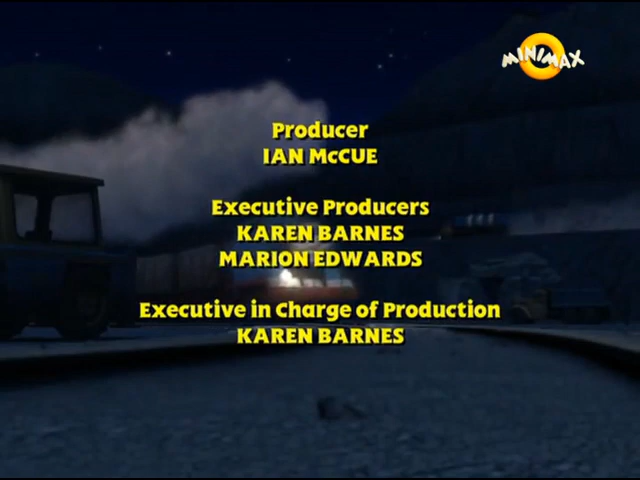 MINIMAX
Producer
IAN McCUE
Executive Producers
KAREN BARNES
MARION EDWARDS
Executive in Charge of Production
KAREN BARNES